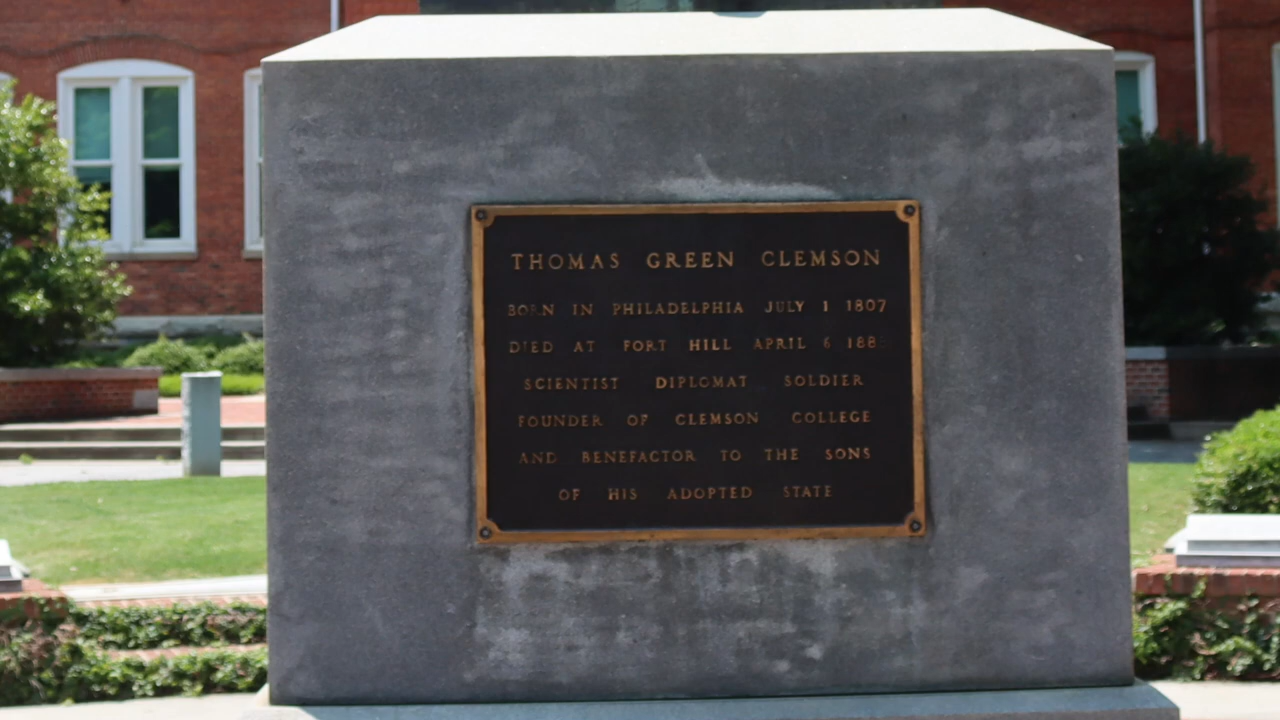 THOMAS GREEN CLEMSON
BORN IN PHILADELPHIA JULY 1 1807
DIED AT FORT HILL APRIL 6
SCIENTIST DIPLOMAT SOLDIER
FOUNDER OF CLEMSON COLLEGE
AND BENEFACTOR TO THE SONS
OF HIS ADOPTED STATE